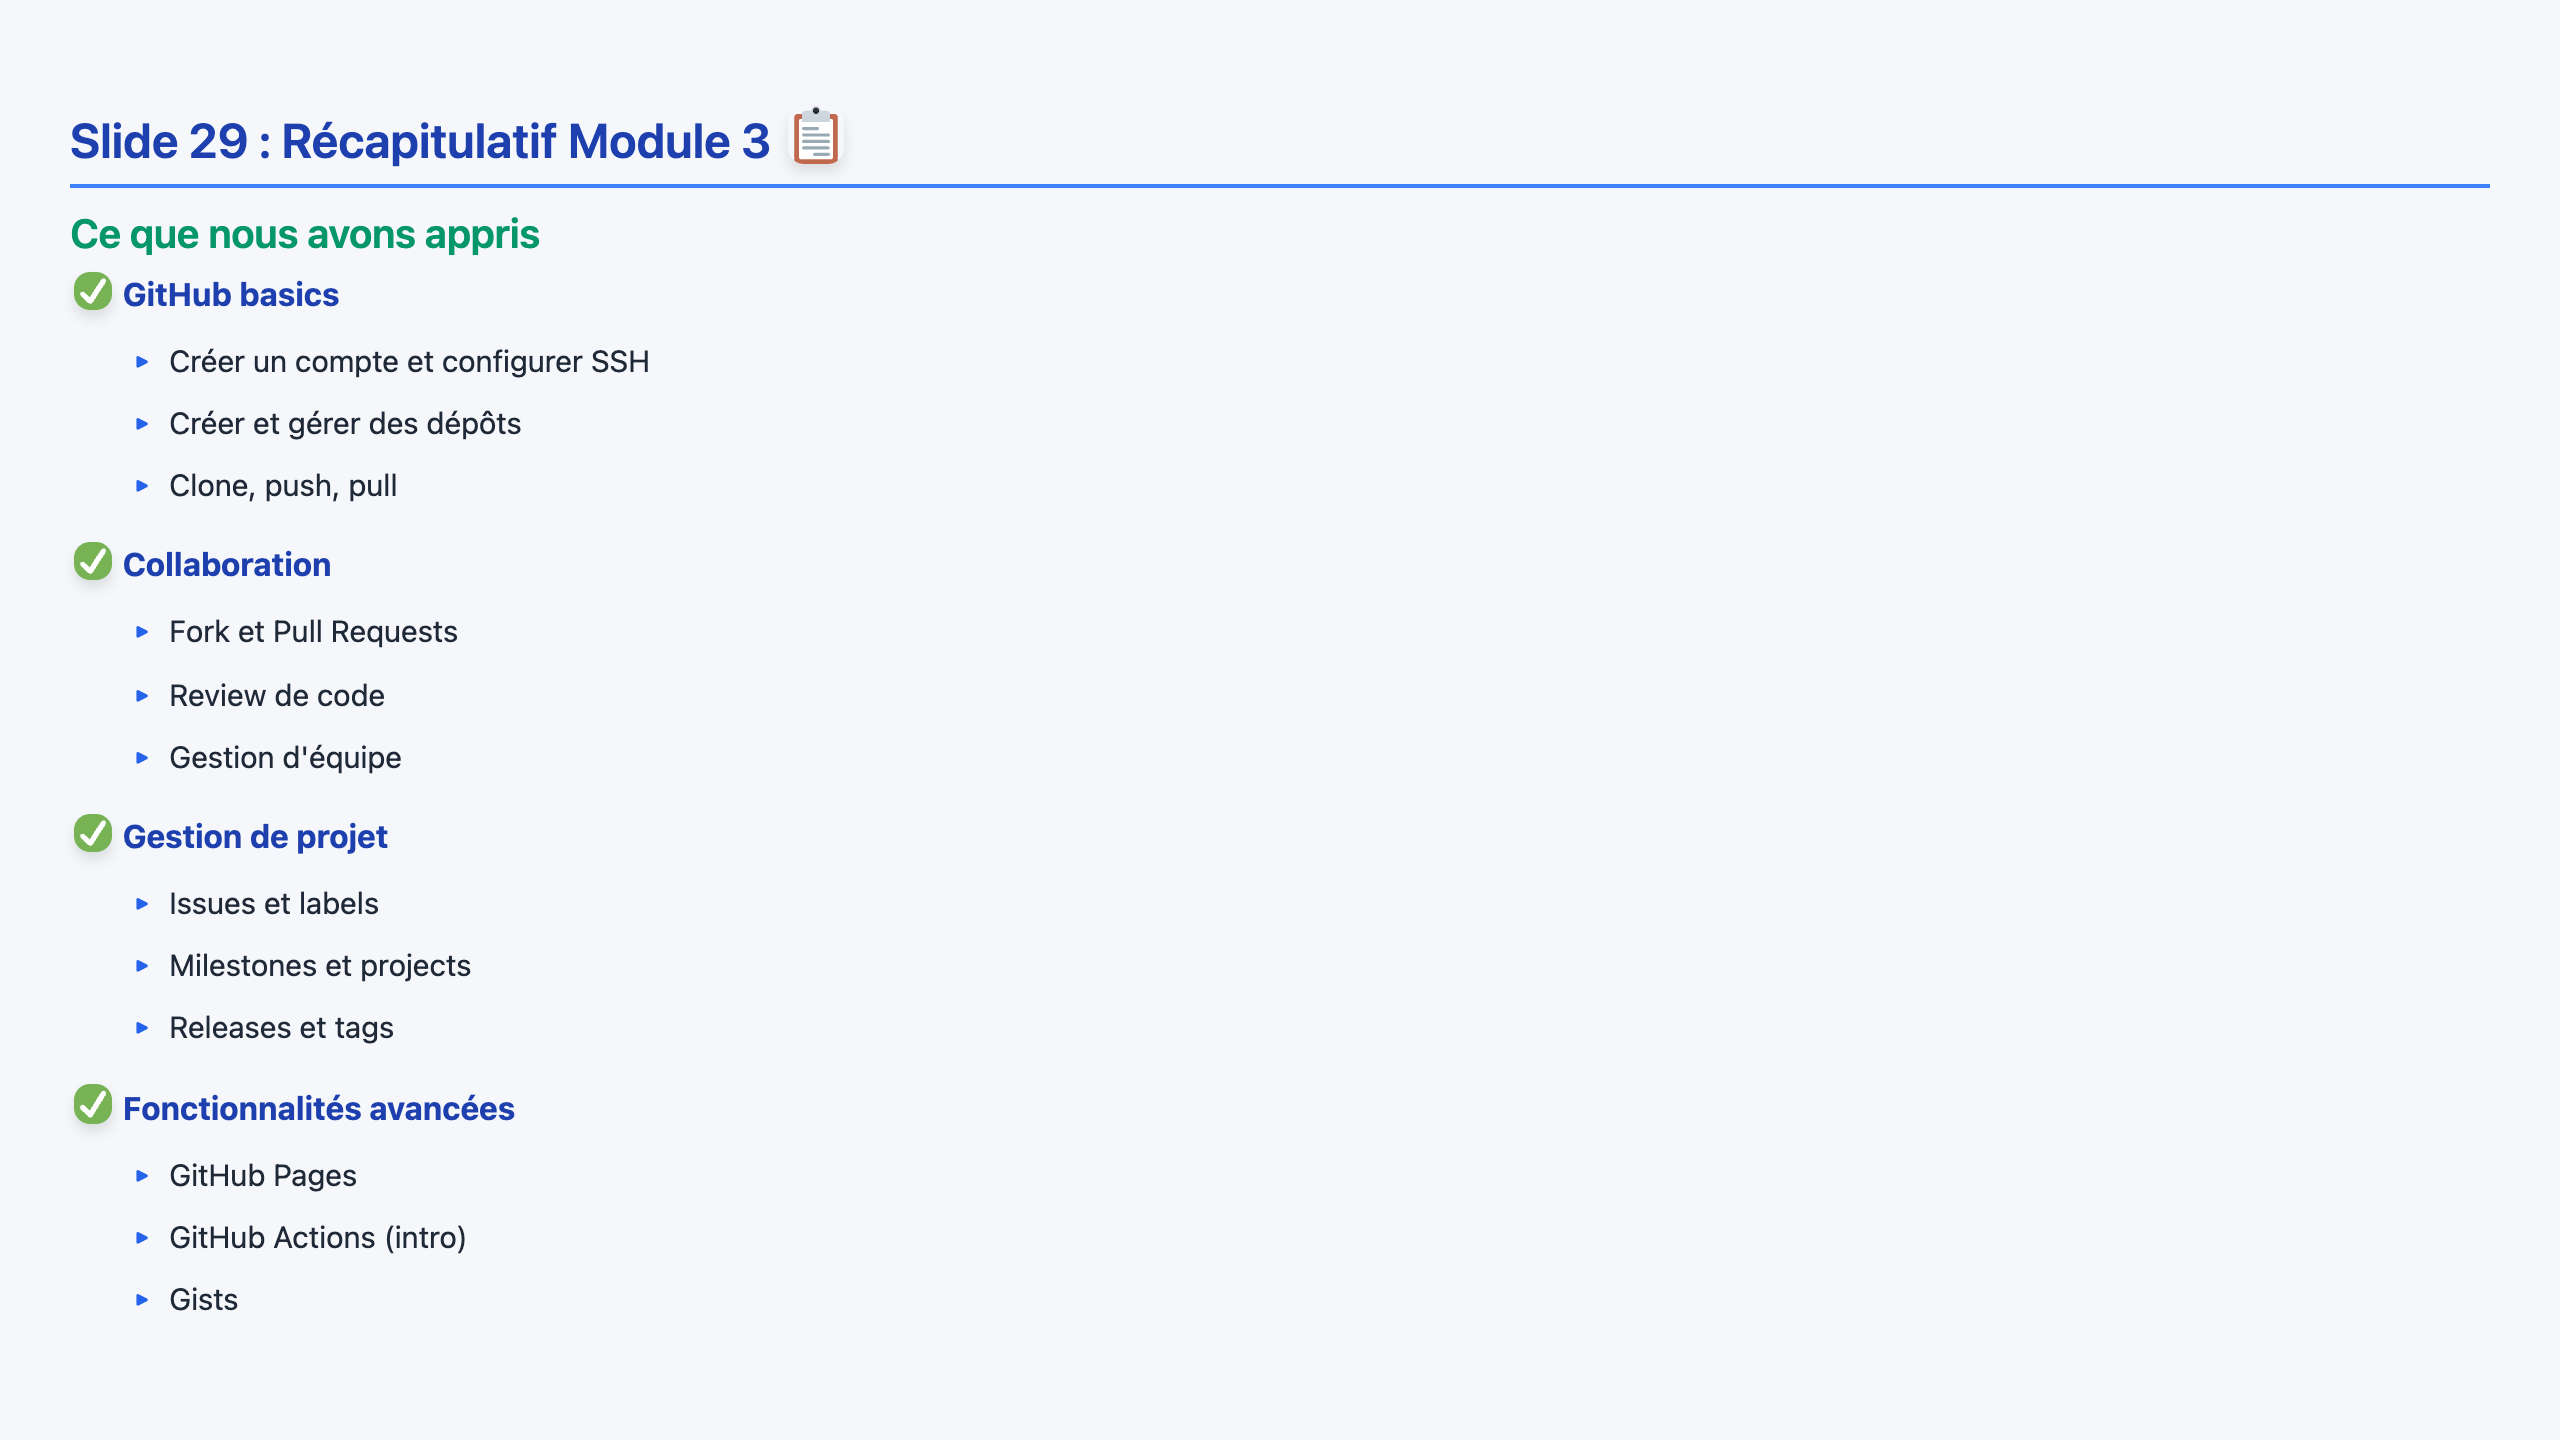 Slide 29 : Récapitulatif Module 3 📋
Ce que nous avons appris
✅ GitHub basics
▸ Créer un compte et configurer SSH
▸ Créer et gérer des dépôts
▸ Clone, push, pull
✅ Collaboration
▸ Fork et Pull Requests
▸ Review de code
▸ Gestion d'équipe
✅ Gestion de projet
▸ Issues et labels
▸ Milestones et projects
▸ Releases et tags
✅ Fonctionnalités avancées
▸ GitHub Pages
▸ GitHub Actions (intro)
▸ Gists